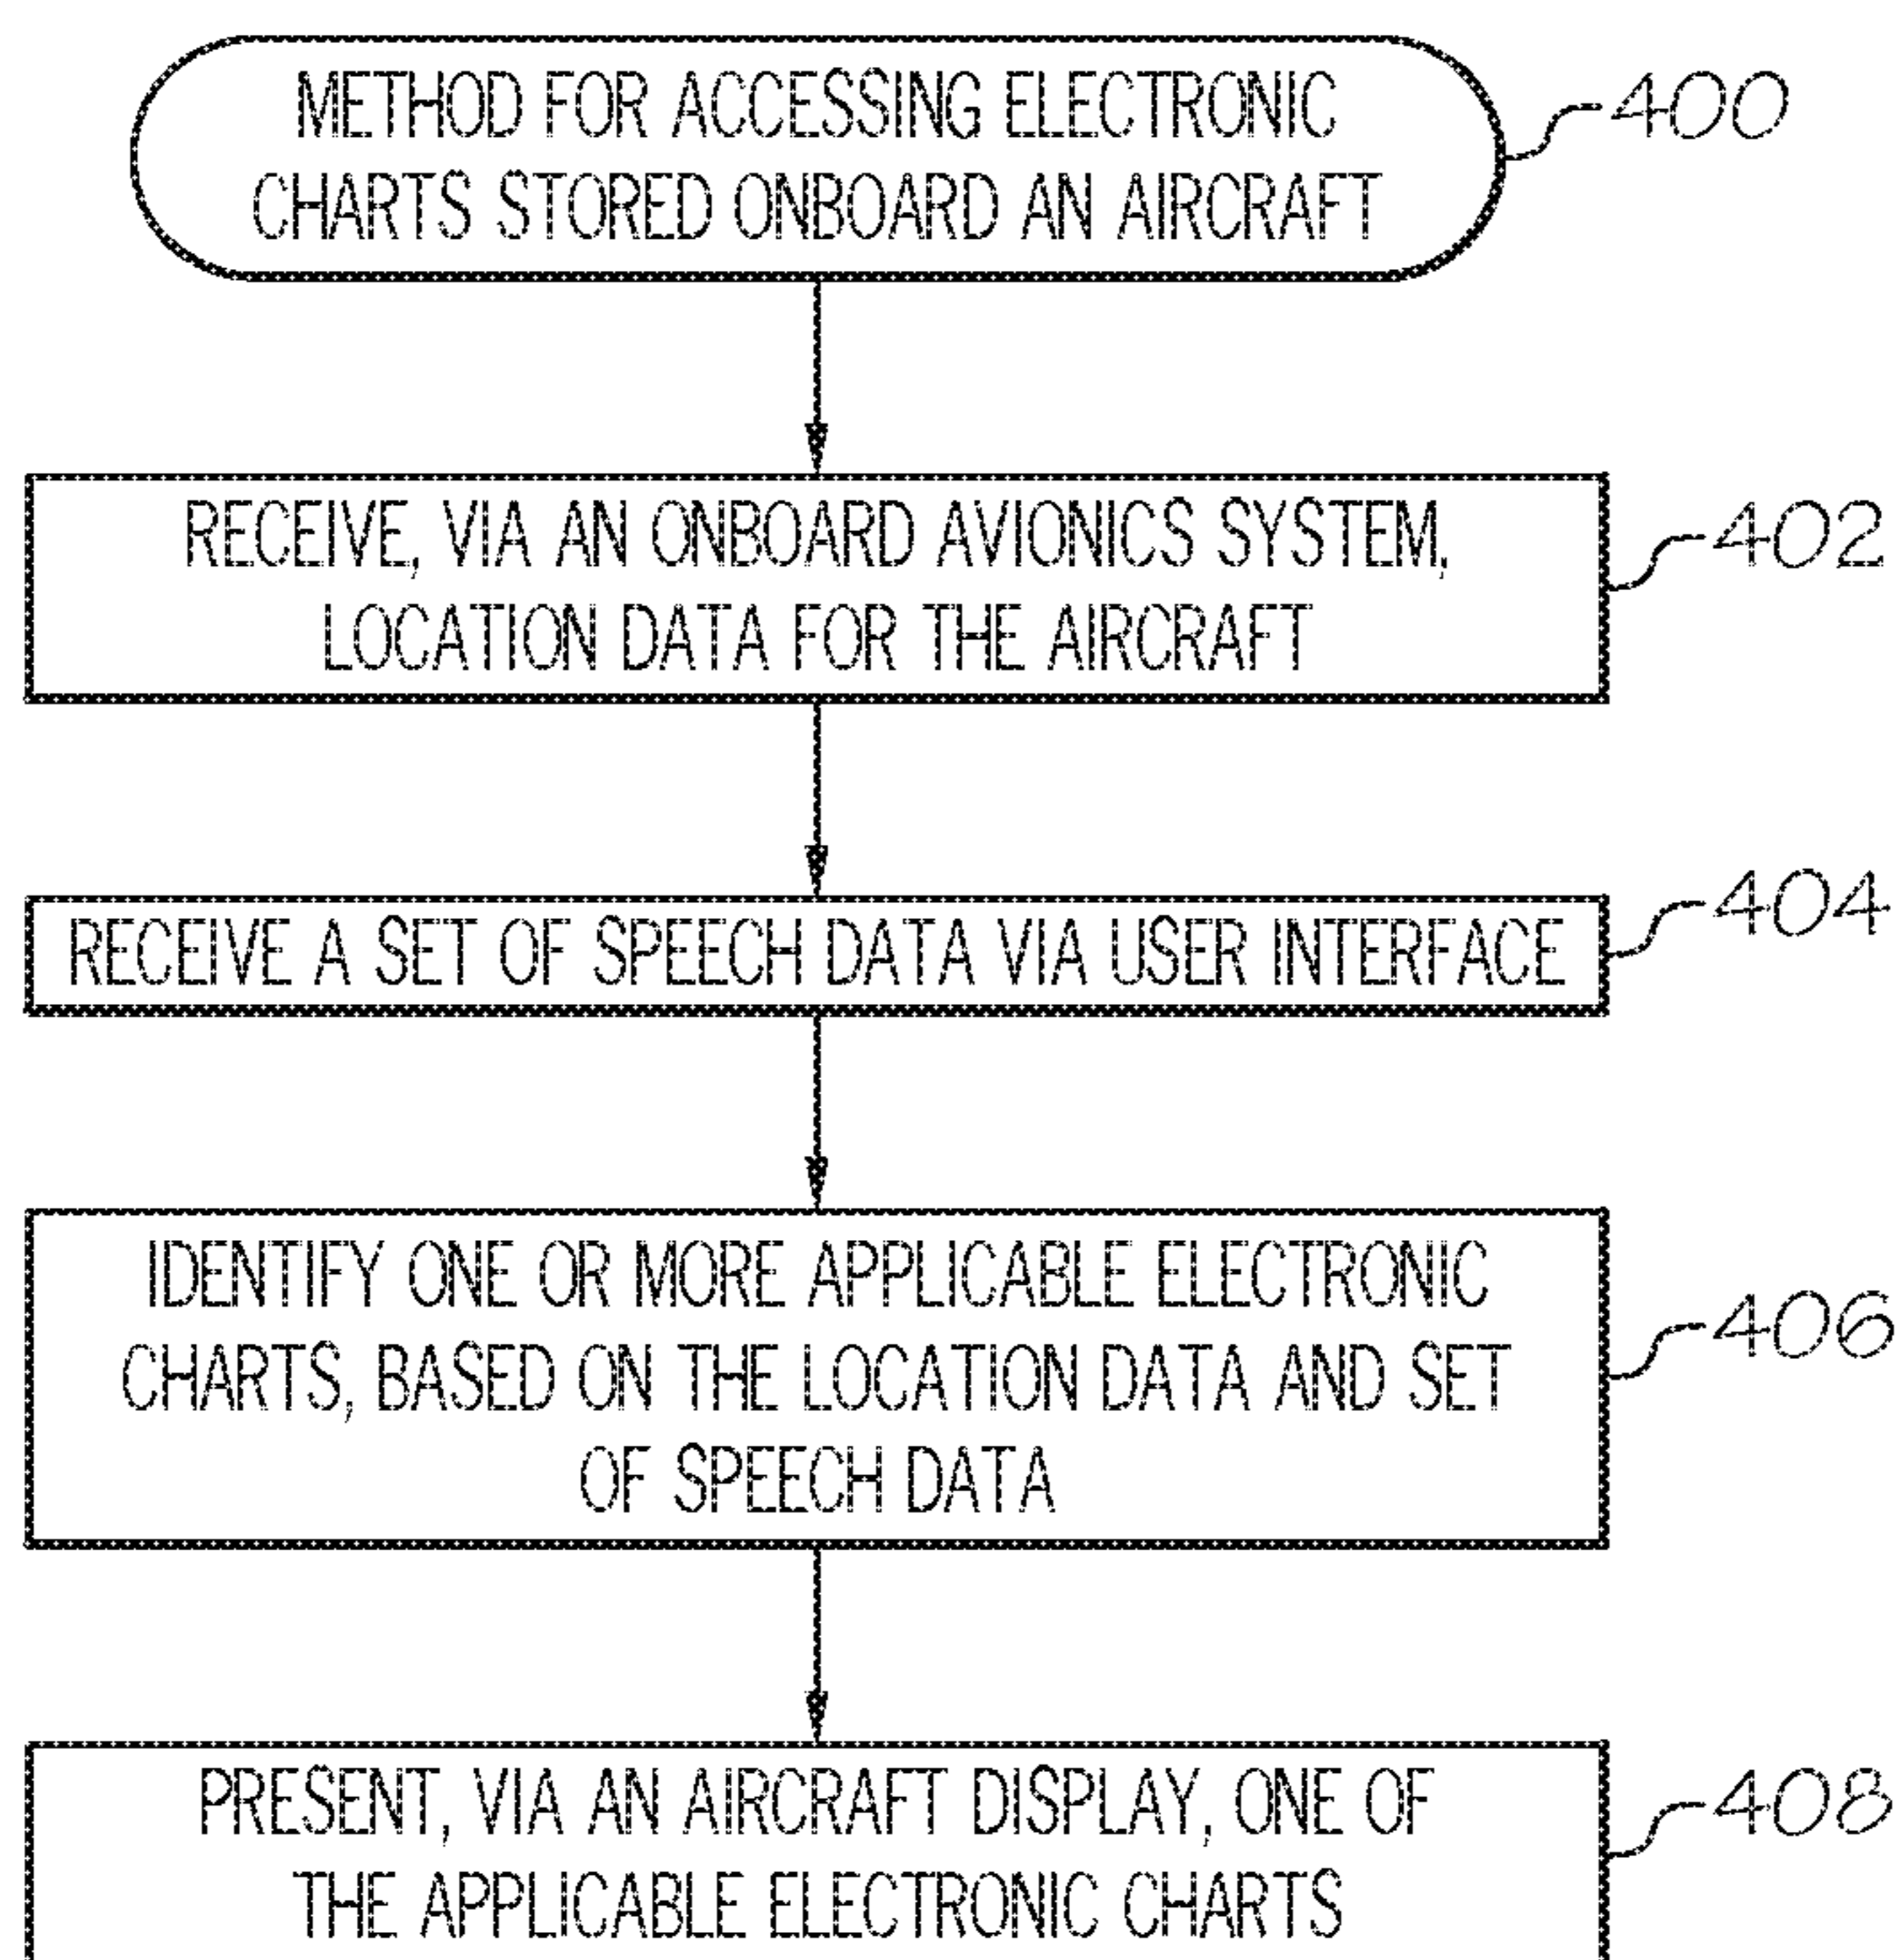 METHOD FOR ACCESSING ELECTRONIC
CHARTS STORED ONBOARD AN AIRCRAFT
400
RECEIVE, VIA AN ONBOARD AVIONICS SYSTEM,
LOCATION DATA FOR THE AIRCRAFT
402
RECEIVE A SET OF SPEECH DATA VIA USER INTERFACE
404
IDENTIFY ONE OR MORE APPLICABLE ELECTRONIC
CHARTS, BASED ON THE LOCATION DATA AND SET
OF SPEECH DATA
406
PRESENT, VIA AN AIRCRAFT DISPLAY, ONE OF
THE APPLICABLE ELECTRONIC CHARTS
408